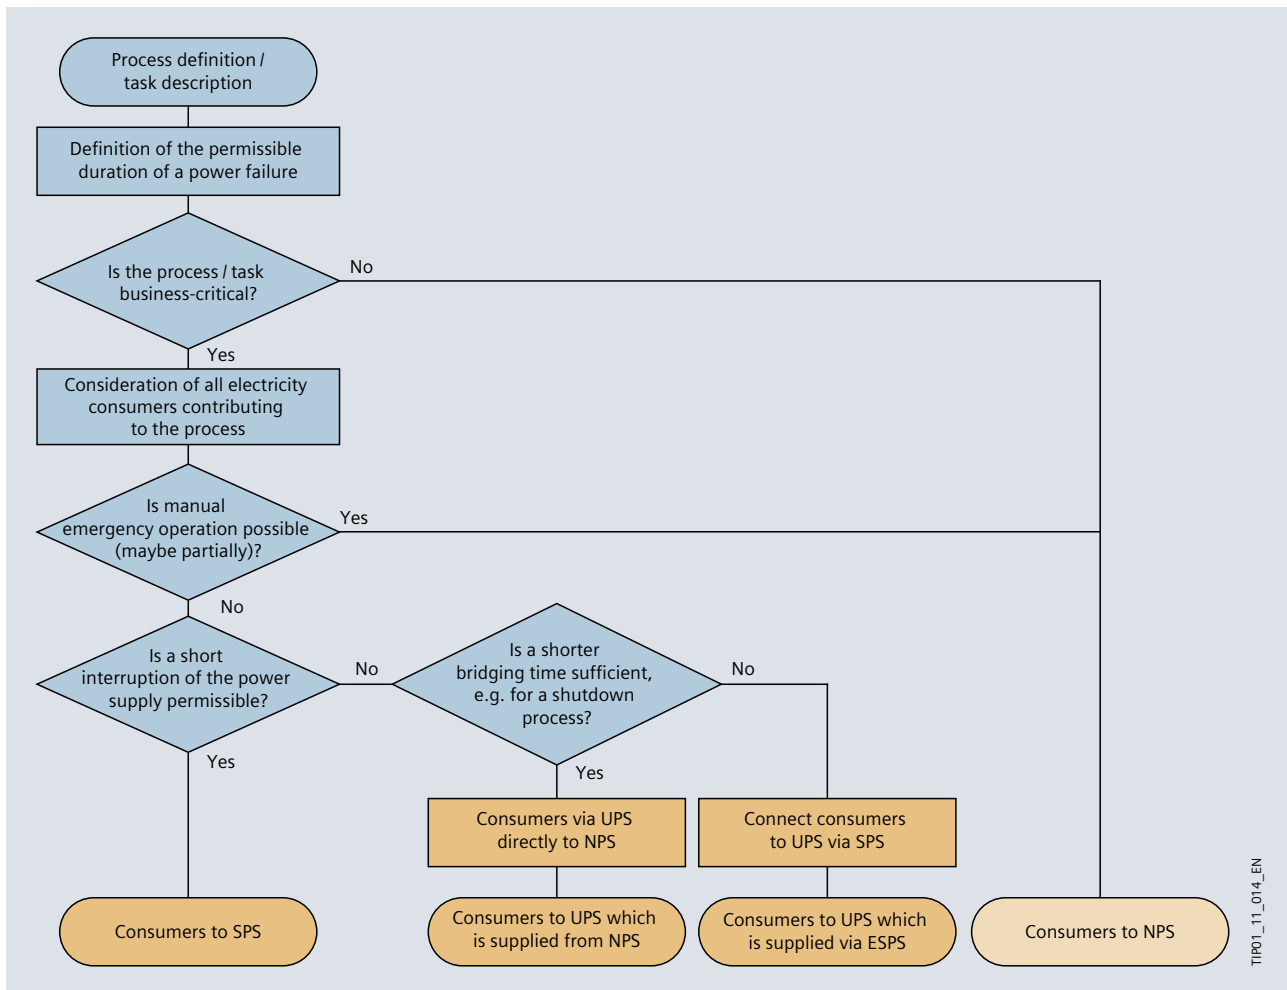 Process definition /
task description
Definition of the permissible
duration of a power failure
Is the process / task
business-critical?
No
Yes
Consideration of all electricity
consumers contributing
to the process
Is manual
emergency operation possible
(maybe partially)?
Yes
No
Is a short
interruption of the power
supply permissible?
No
Is a shorter
bridging time sufficient,
e.g. for a shutdown
process?
No
Yes
Yes
Consumers via UPS
directly to NPS
Connect consumers
to UPS via SPS
Consumers to SPS
Consumers to UPS which
is supplied from NPS
Consumers to UPS which
is supplied via ESPS
Consumers to NPS
TIP01_11_014_EN